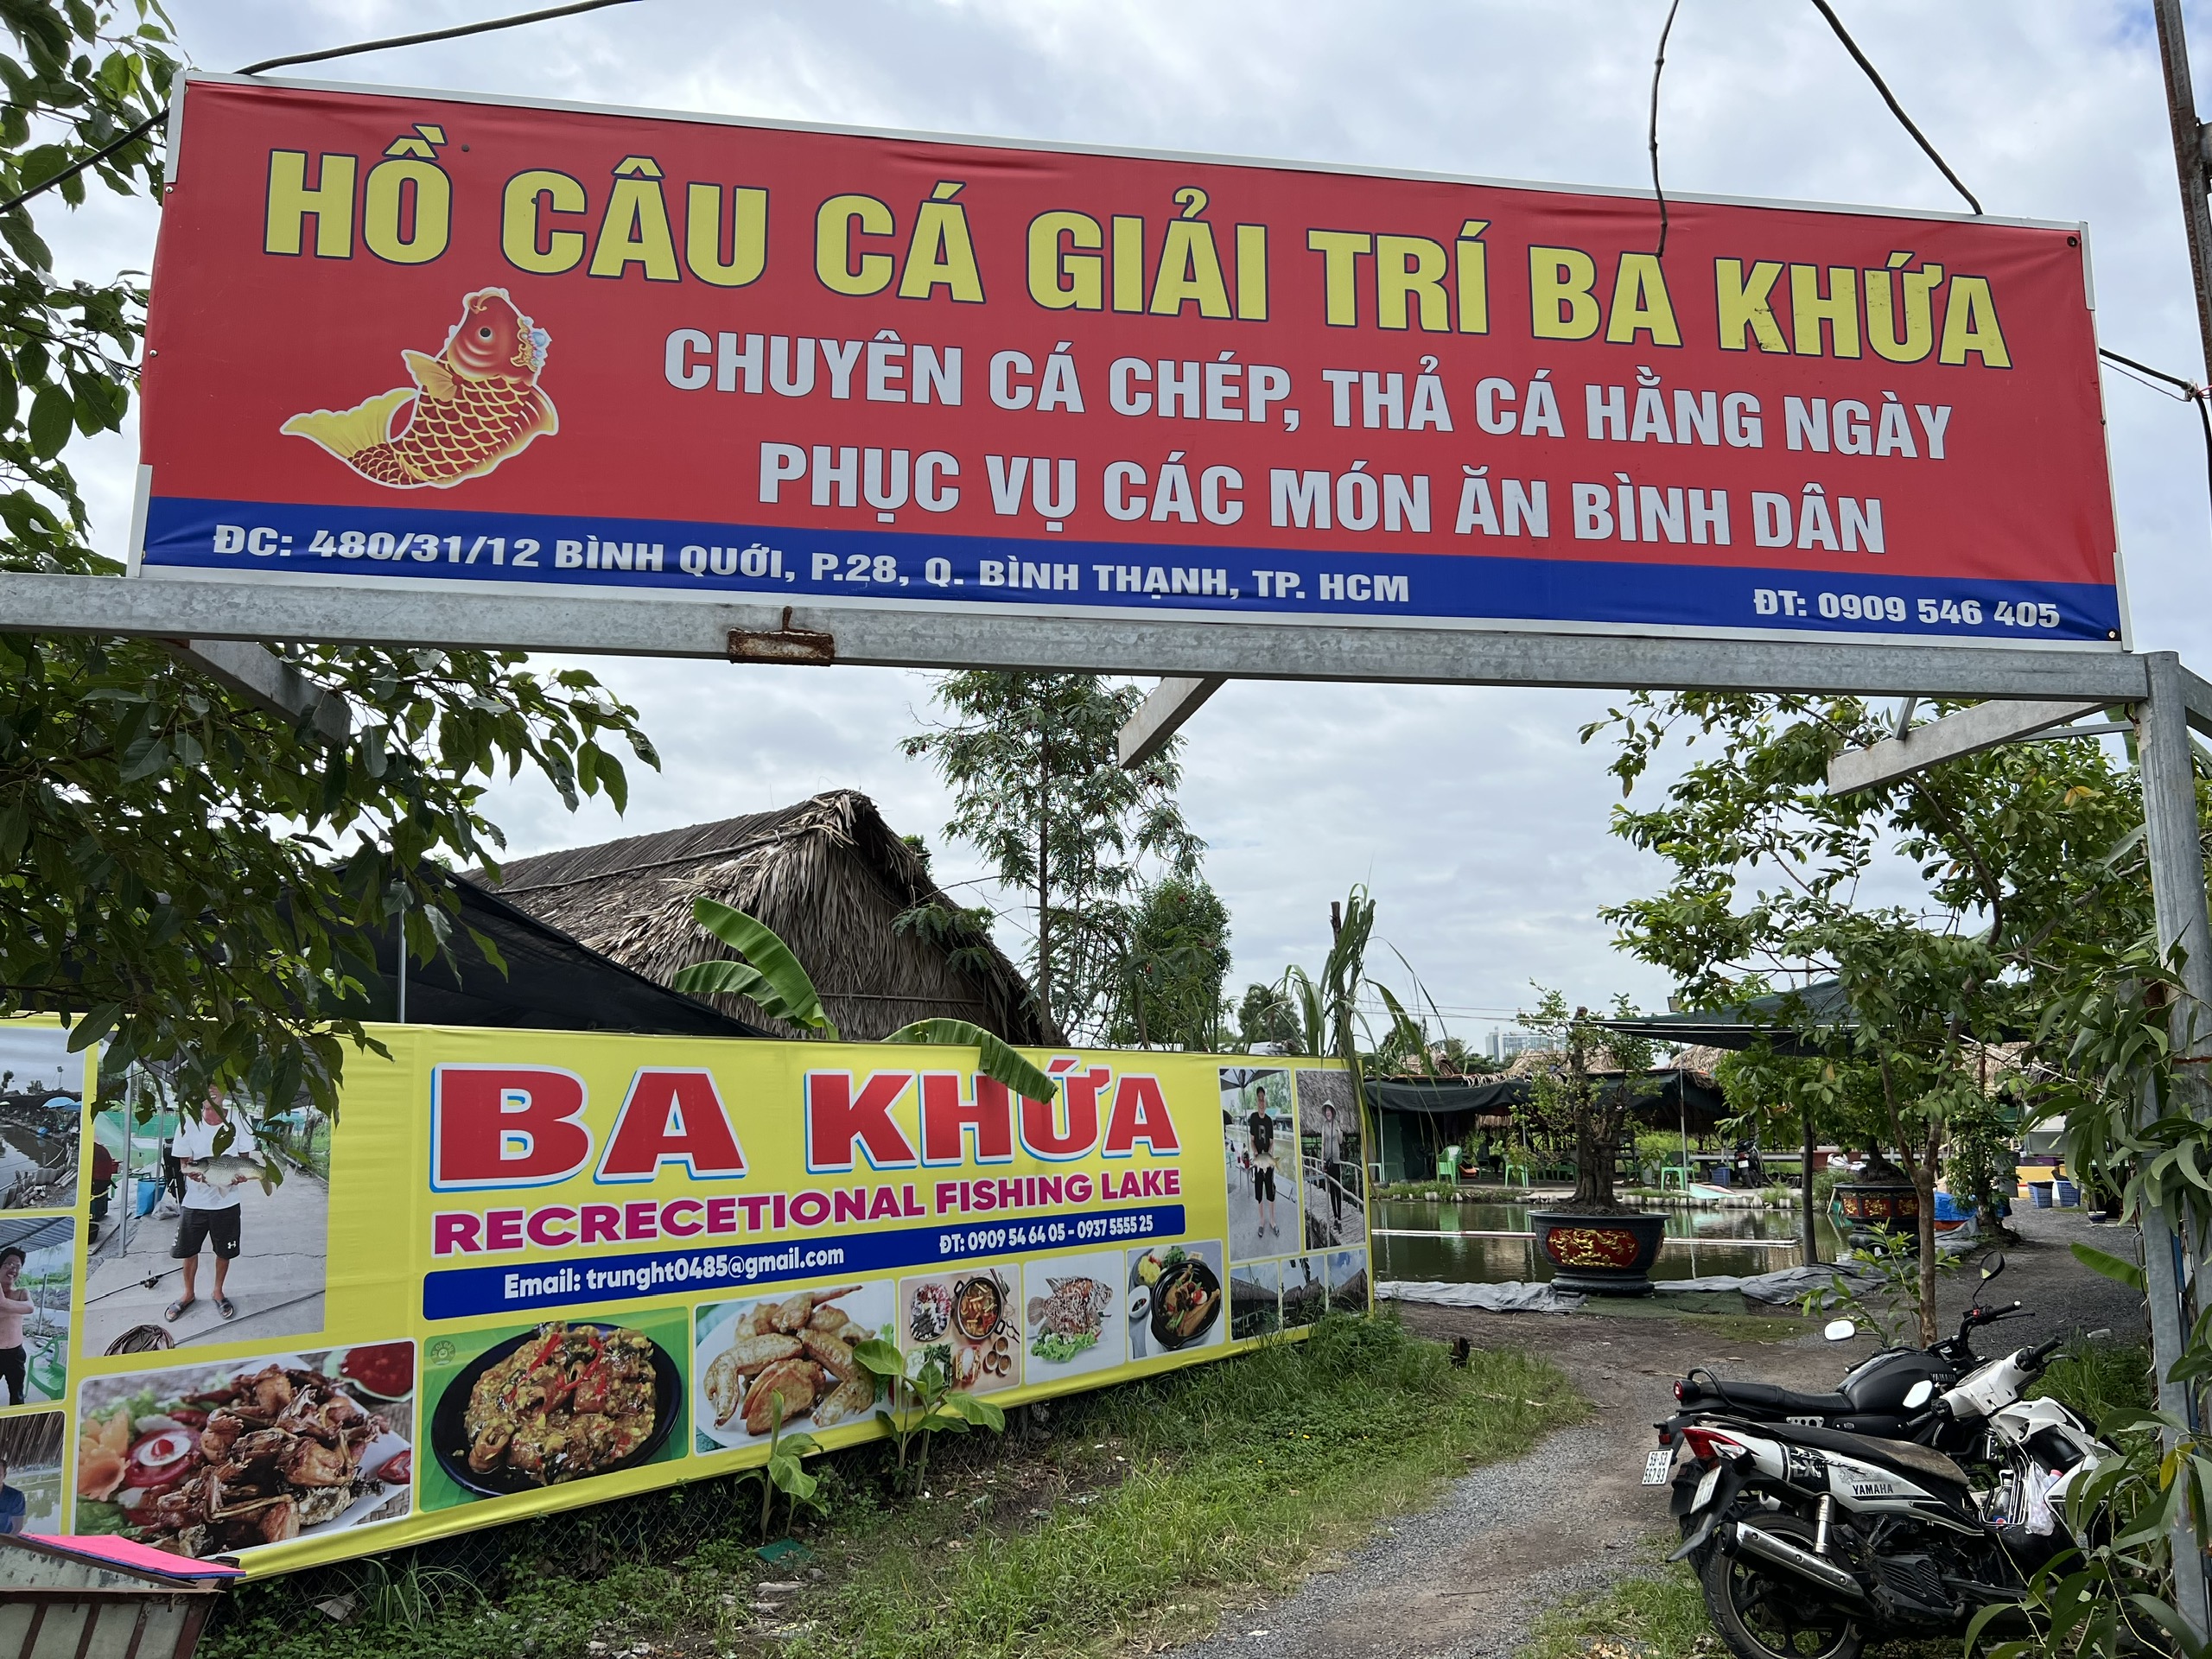 HỒ CÂU CÁ GIẢI TRÍ BA KHỨA
CHUYÊN CÁ CHÉP, THẢ CÁ HẰNG NGÀY
PHỤC VỤ CÁC MÓN ĂN BÌNH DÂN
ĐC: 480/31/12 BÌNH QUỚI, P.28, Q. BÌNH THẠNH, TP. HCM
ĐT: 0909 546 405
BA KHỨA
RECRECETIONAL FISHING LAKE
Email: trunght0485@gmail.com
ĐT: 0909 54 64 05 - 0937 5555 25
YAMAHA
YAMAHA